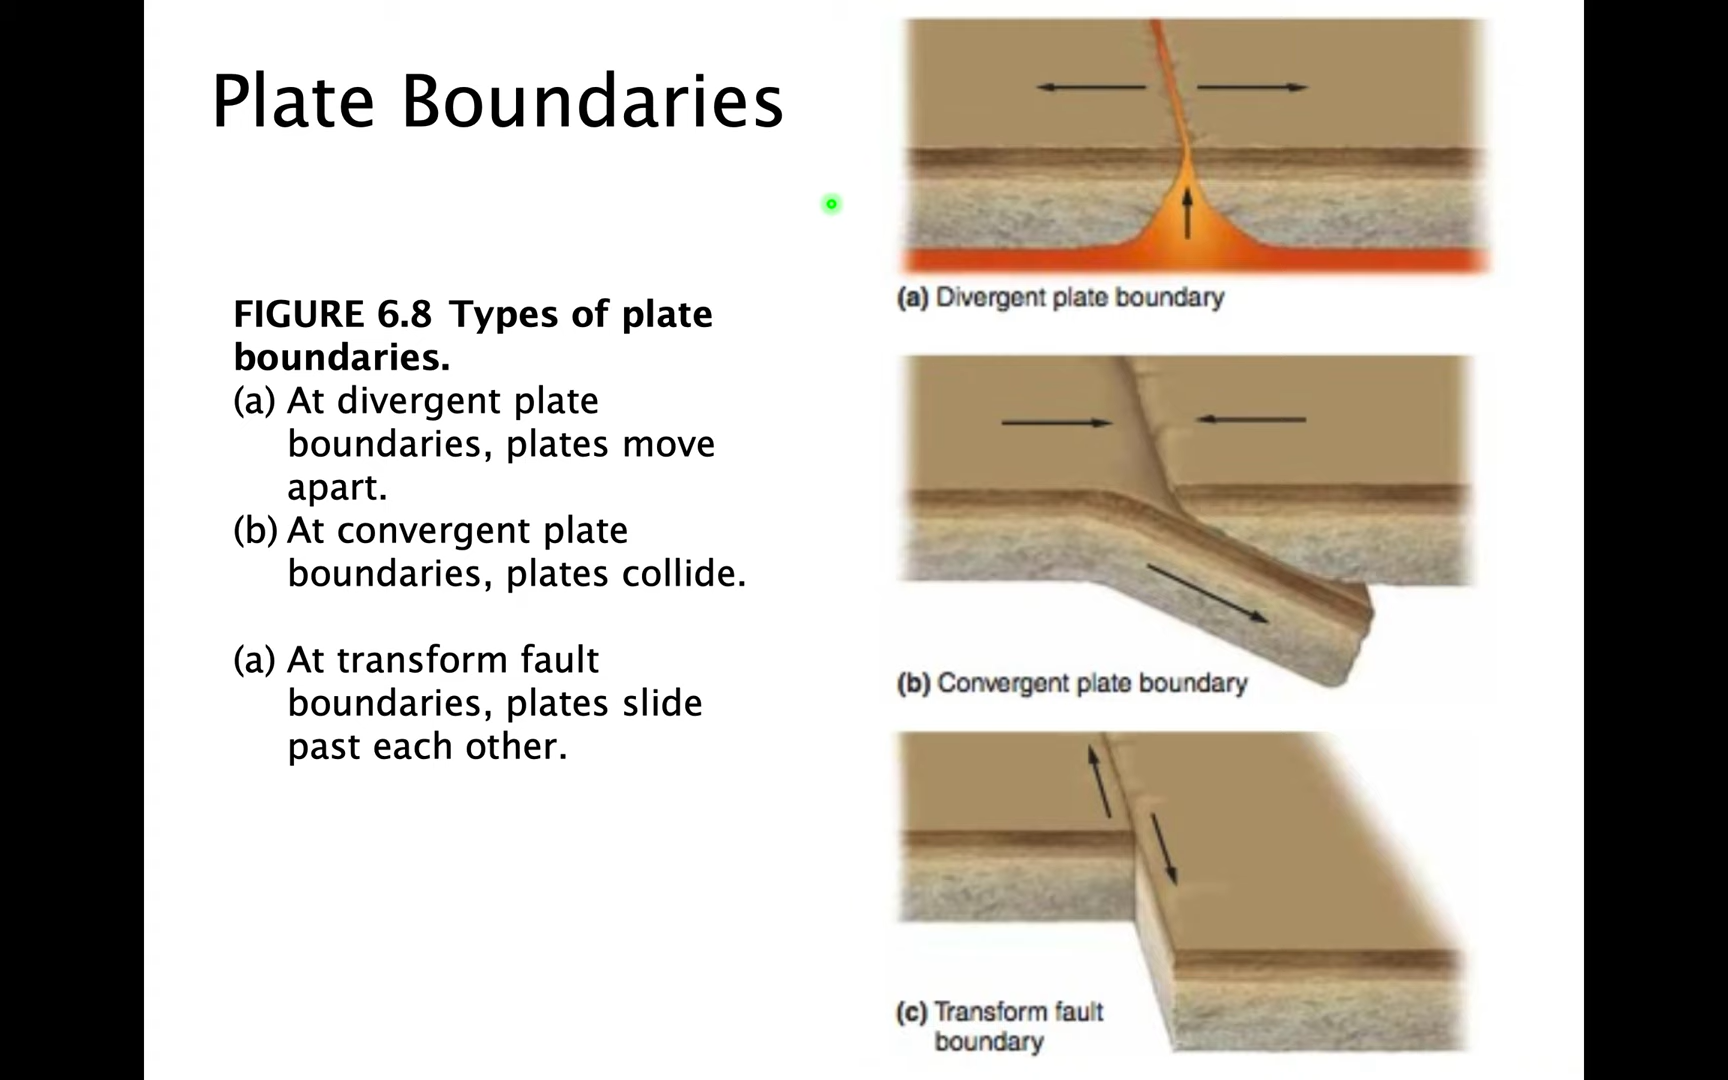 Plate Boundaries
FIGURE 6.8 Types of plate
boundaries.
(a) At divergent plate
boundaries, plates move
apart.
(b) At convergent plate
boundaries, plates collide.
(a) At transform fault
boundaries, plates slide
past each other.
(a) Divergent plate boundary
(b) Convergent plate boundary
(c) Transform fault
boundary